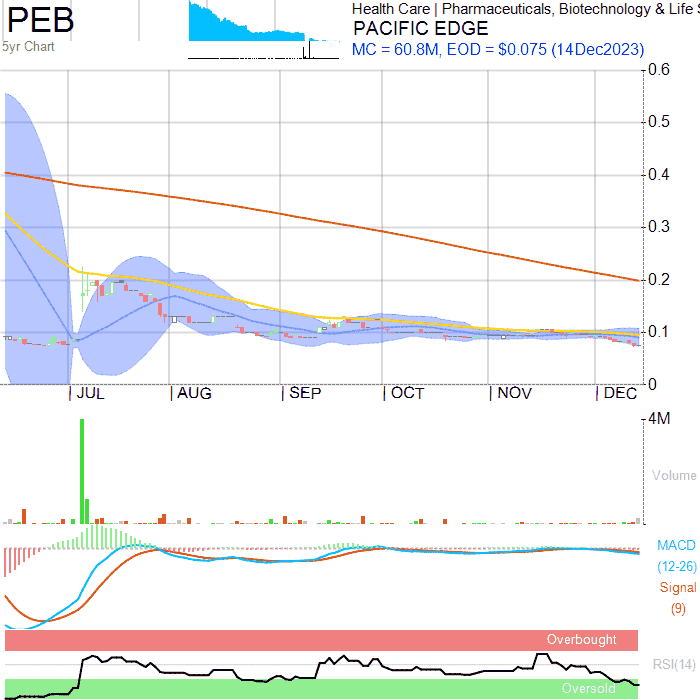 PEB
5yr Chart
Health Care | Pharmaceuticals, Biotechnology & Life S
PACIFIC EDGE
MC = 60.8M, EOD = $0.075 (14Dec2023)
0.6
0.5
0.4
0.3
0.2
0.1
0
JUL AUG SEP OCT NOV DEC
4M
Volume
MACD
(12-26)
Signal
(9)
Overbought
RSI(14)
Oversold